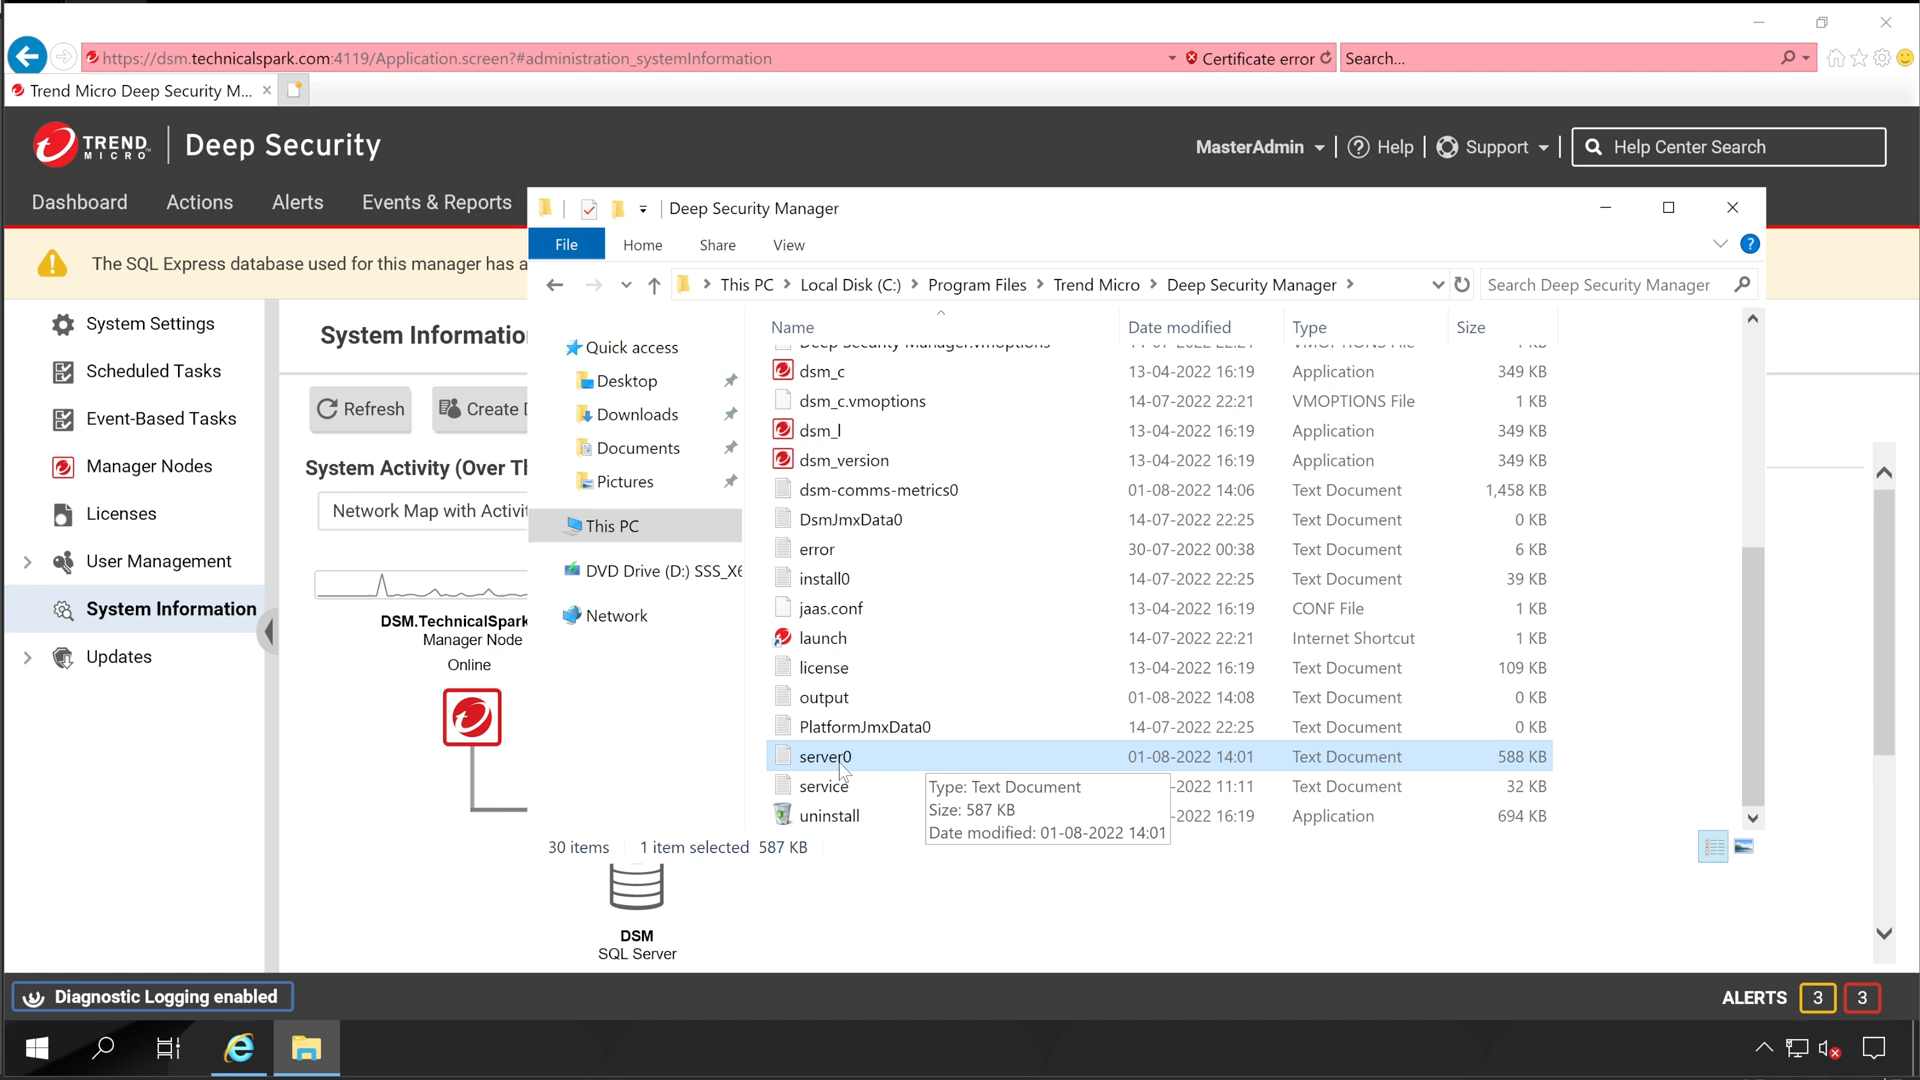 https://dsm.technicalspark.com:4119/Application.screen?#administration_systemInformation
Certificate error
Search...
Trend Micro Deep Security M...
TREND MICRO
Deep Security
MasterAdmin
Help
Support
Help Center Search
Dashboard
Actions
Alerts
Events & Reports
The SQL Express database used for this manager has a
System Settings
Scheduled Tasks
Event-Based Tasks
Manager Nodes
Licenses
User Management
System Information
Updates
System Informatio
Refresh
Create
System Activity (Over Th
Network Map with Activit
DSM.TechnicalSpark
Manager Node
Online
DSM
SQL Server
Deep Security Manager
File
Home
Share
View
This PC
Local Disk (C:)
Program Files
Trend Micro
Deep Security Manager
Search Deep Security Manager
Quick access
Desktop
Downloads
Documents
Pictures
This PC
DVD Drive (D:) SSS_X6
Network
Name Date modified Type Size
Deep Security Manager.vmoptions 14-07-2022 22:21 VMOPTIONS File 1 KB
dsm_c 13-04-2022 16:19 Application 349 KB
dsm_c.vmoptions 14-07-2022 22:21 VMOPTIONS File 1 KB
dsm_l 13-04-2022 16:19 Application 349 KB
dsm_version 13-04-2022 16:19 Application 349 KB
dsm-comms-metrics0 01-08-2022 14:06 Text Document 1,458 KB
DsmJmxData0 14-07-2022 22:25 Text Document 0 KB
error 30-07-2022 00:38 Text Document 6 KB
install0 14-07-2022 22:25 Text Document 39 KB
jaas.conf 13-04-2022 16:19 CONF File 1 KB
launch 14-07-2022 22:21 Internet Shortcut 1 KB
license 13-04-2022 16:19 Text Document 109 KB
output 01-08-2022 14:08 Text Document 0 KB
PlatformJmxData0 14-07-2022 22:25 Text Document 0 KB
server0 01-08-2022 14:01 Text Document 588 KB
service -2022 11:11 Text Document 32 KB
uninstall -2022 16:19 Application 694 KB
Type: Text Document
Size: 587 KB
Date modified: 01-08-2022 14:01
30 items 1 item selected 587 KB
Diagnostic Logging enabled
ALERTS 3 3